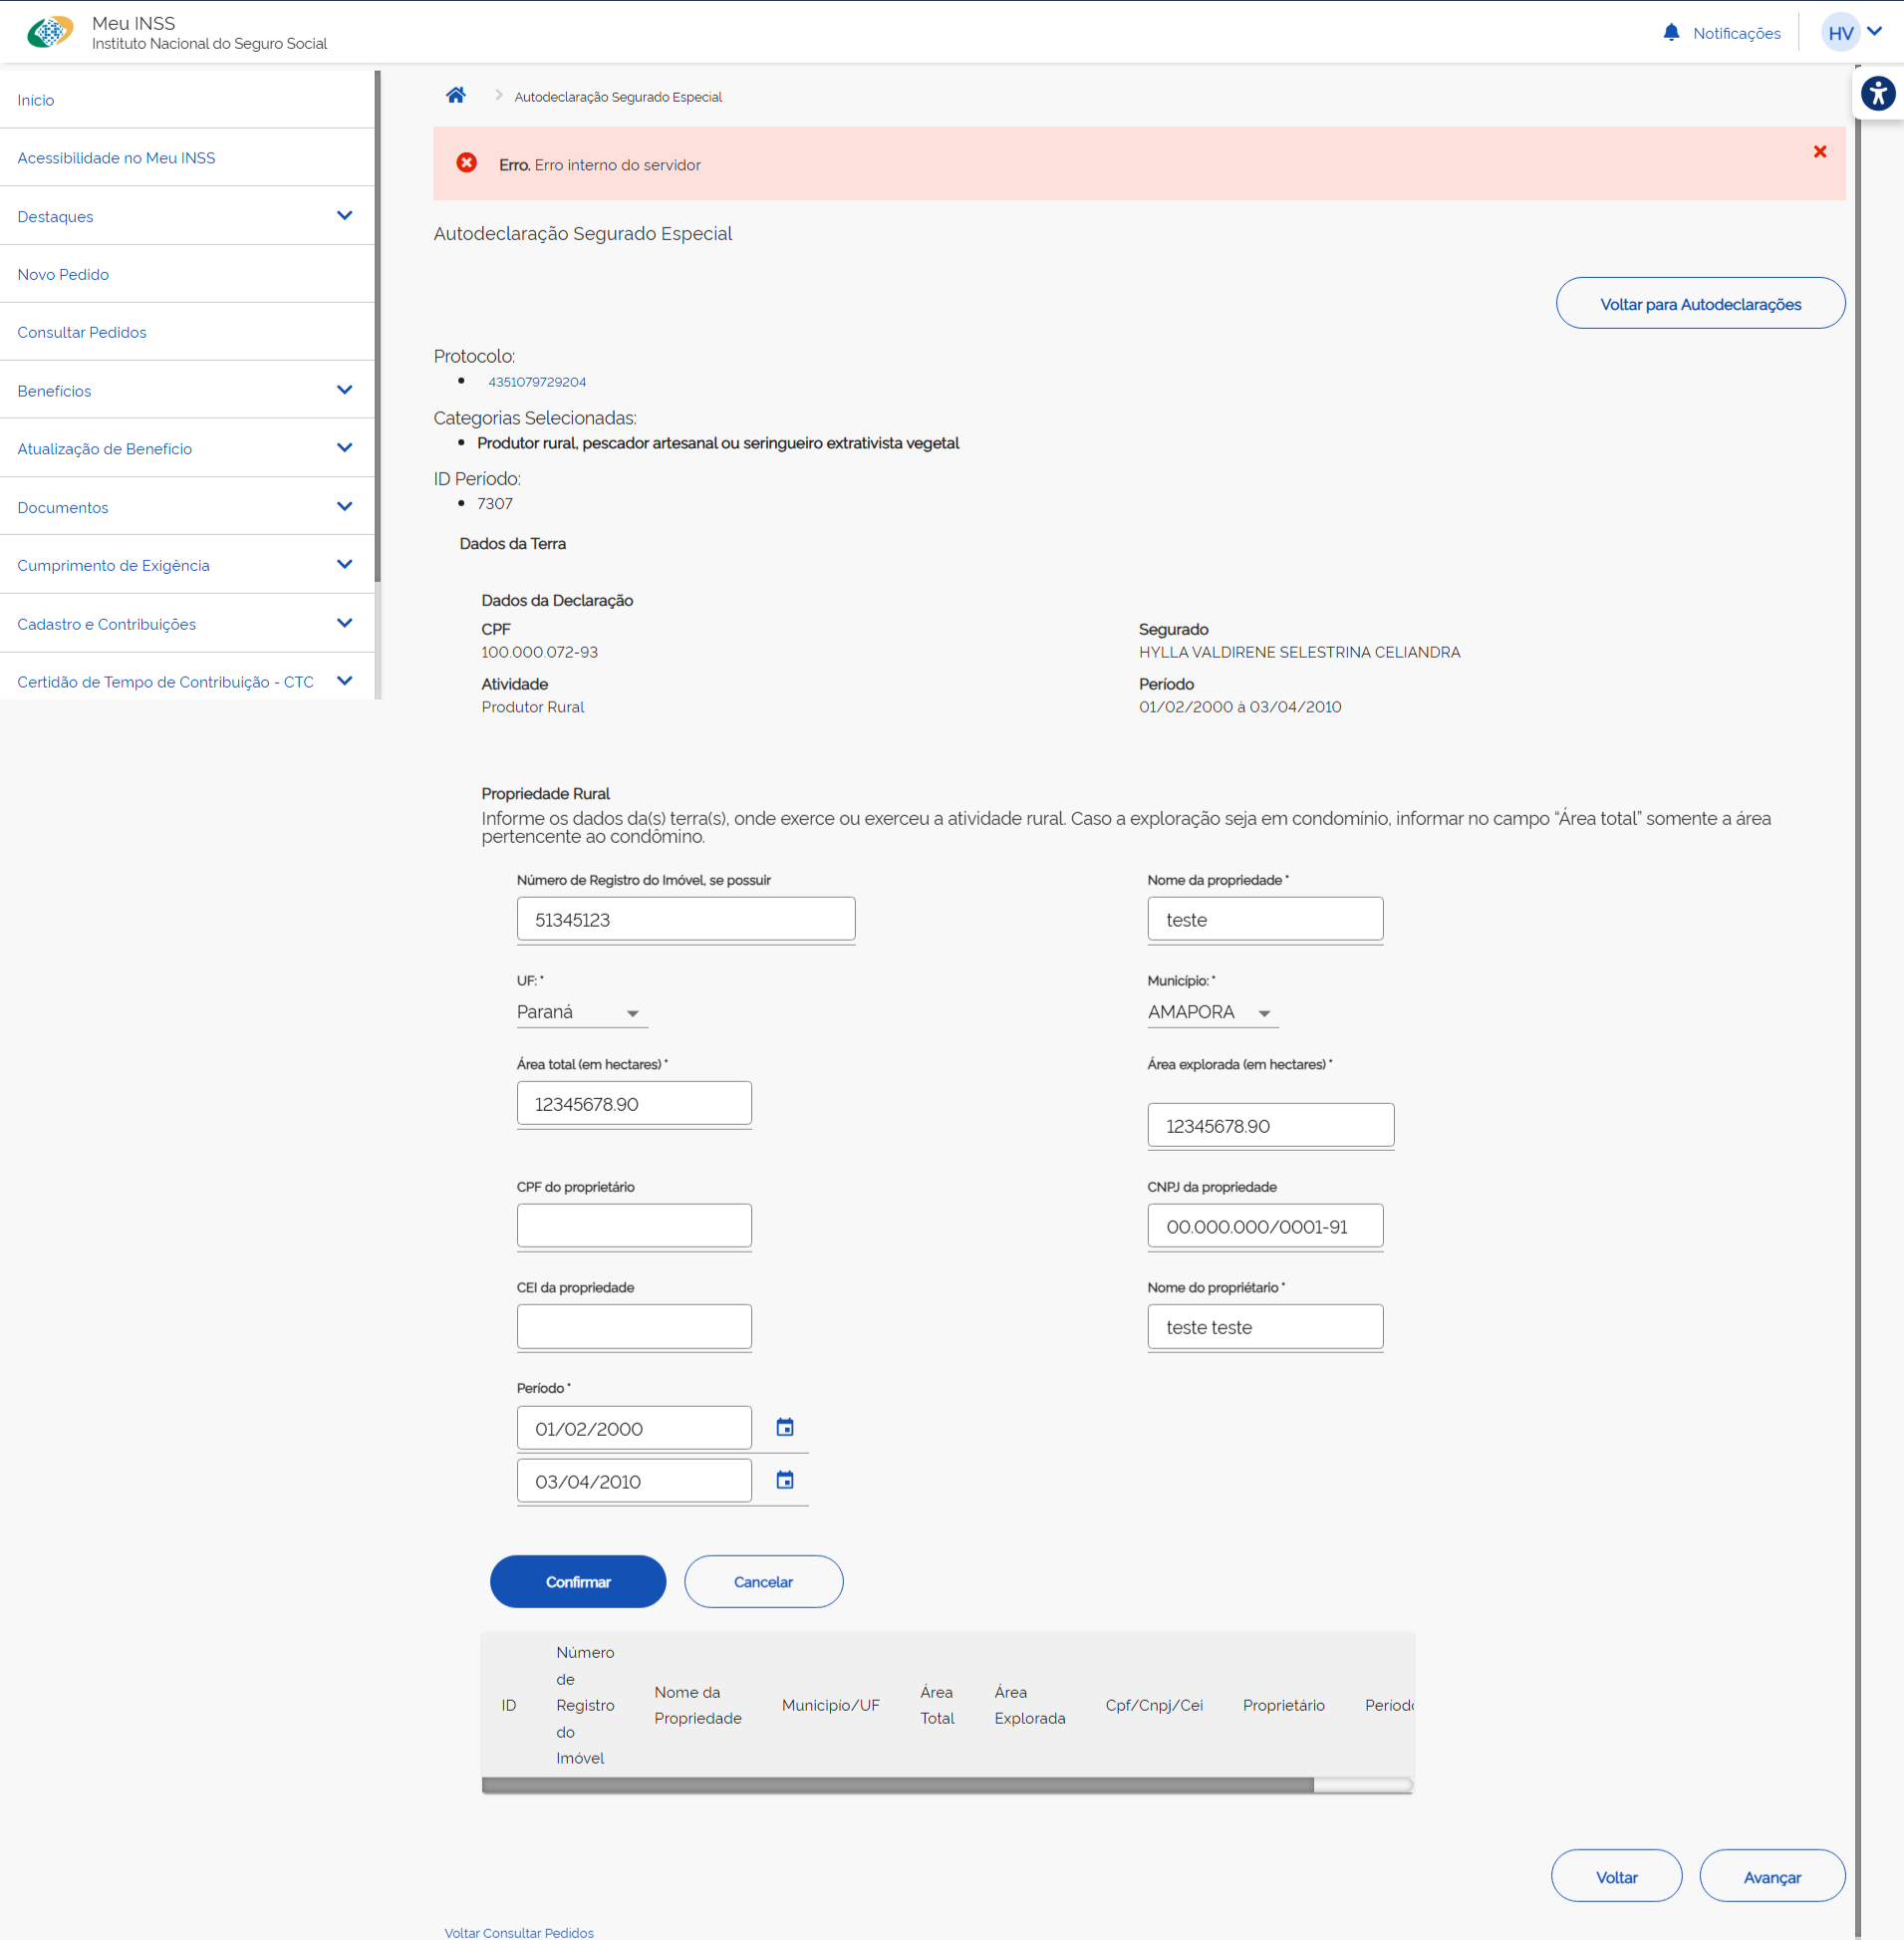 Meu INSS
Instituto Nacional do Seguro Social
Notificações
HV
Início
Acessibilidade no Meu INSS
Destaques
Novo Pedido
Consultar Pedidos
Benefícios
Atualização de Benefício
Documentos
Cumprimento de Exigência
Cadastro e Contribuições
Certidão de Tempo de Contribuição - CTC
Autodeclaração Segurado Especial
Erro. Erro interno do servidor
Autodeclaração Segurado Especial
Voltar para Autodeclarações
Protocolo:
4351079729204
Categorias Selecionadas:
Produtor rural, pescador artesanal ou seringueiro extrativista vegetal
ID Período:
7307
Dados da Terra
Dados da Declaração
CPF
100.000.072-93
Segurado
HYLLA VALDIRENE SELESTRINA CELIANDRA
Atividade
Produtor Rural
Período
01/02/2000 à 03/04/2010
Propriedade Rural
Informe os dados da(s) terra(s), onde exerce ou exerceu a atividade rural. Caso a exploração seja em condomínio, informar no campo “Área total” somente a área
pertencente ao condômino.
Número de Registro do Imóvel, se possuir
51345123
Nome da propriedade *
teste
UF: *
Paraná
Município: *
AMAPORA
Área total (em hectares) *
12345678.90
Área explorada (em hectares) *
12345678.90
CPF do proprietário
CNPJ da propriedade
00.000.000/0001-91
CEI da propriedade
Nome do propriétario *
teste teste
Período *
01/02/2000
03/04/2010
Confirmar
Cancelar
ID
Número
de
Registro
do
Imóvel
Nome da
Propriedade
Municipío/UF
Área
Total
Área
Explorada
Cpf/Cnpj/Cei
Proprietário
Período
Voltar
Avançar
Voltar Consultar Pedidos